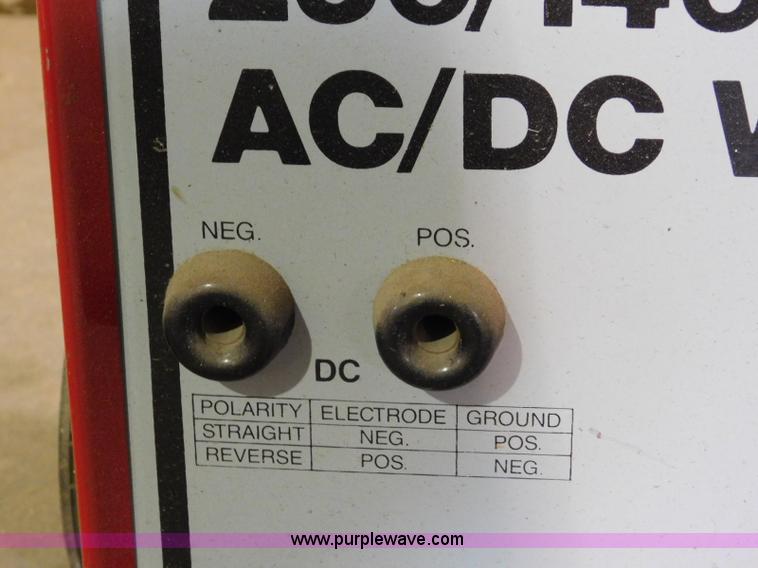 AC/DC
NEG. POS.
DC
POLARITY ELECTRODE GROUND
STRAIGHT NEG. POS.
REVERSE POS. NEG.
www.purplewave.com